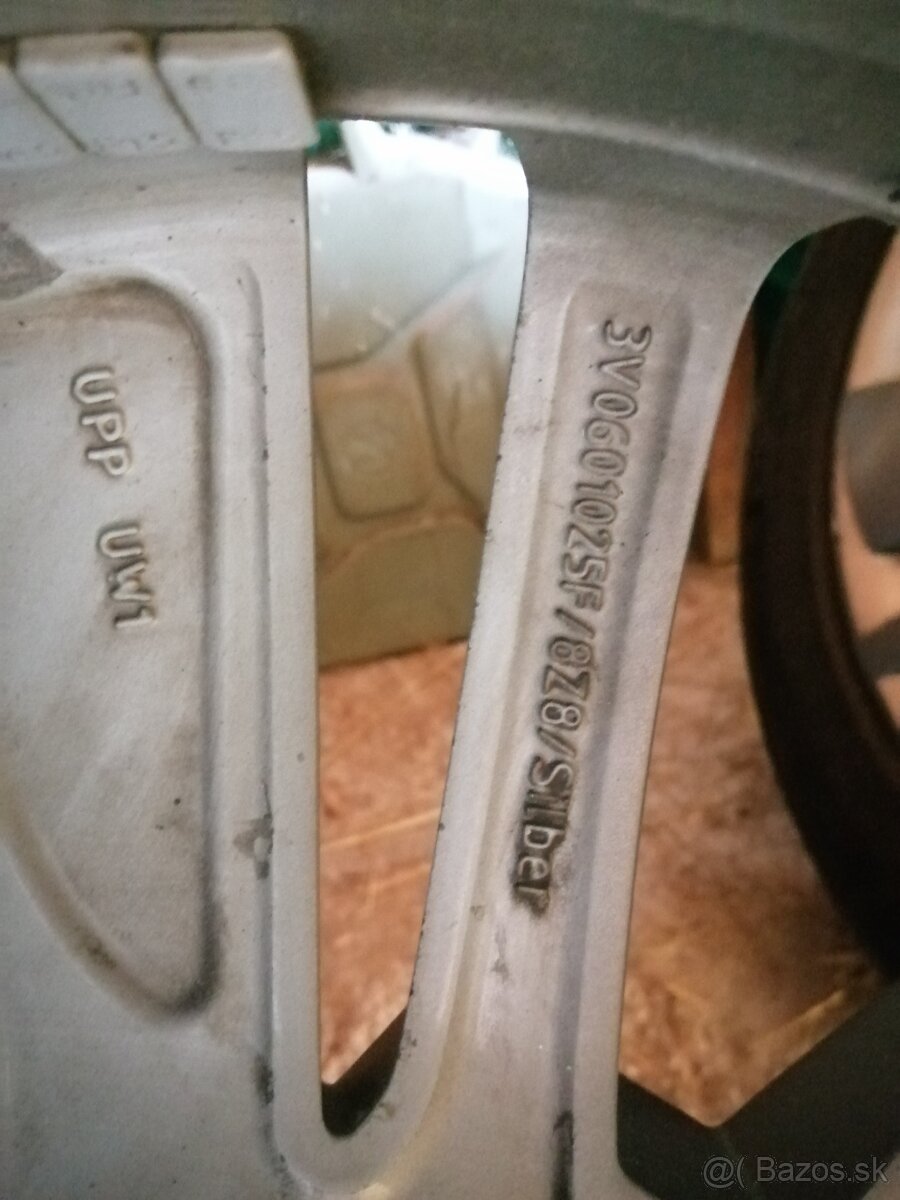 UPP UW1
3V0601025F/8Z8/Silber
@( Bazos.sk